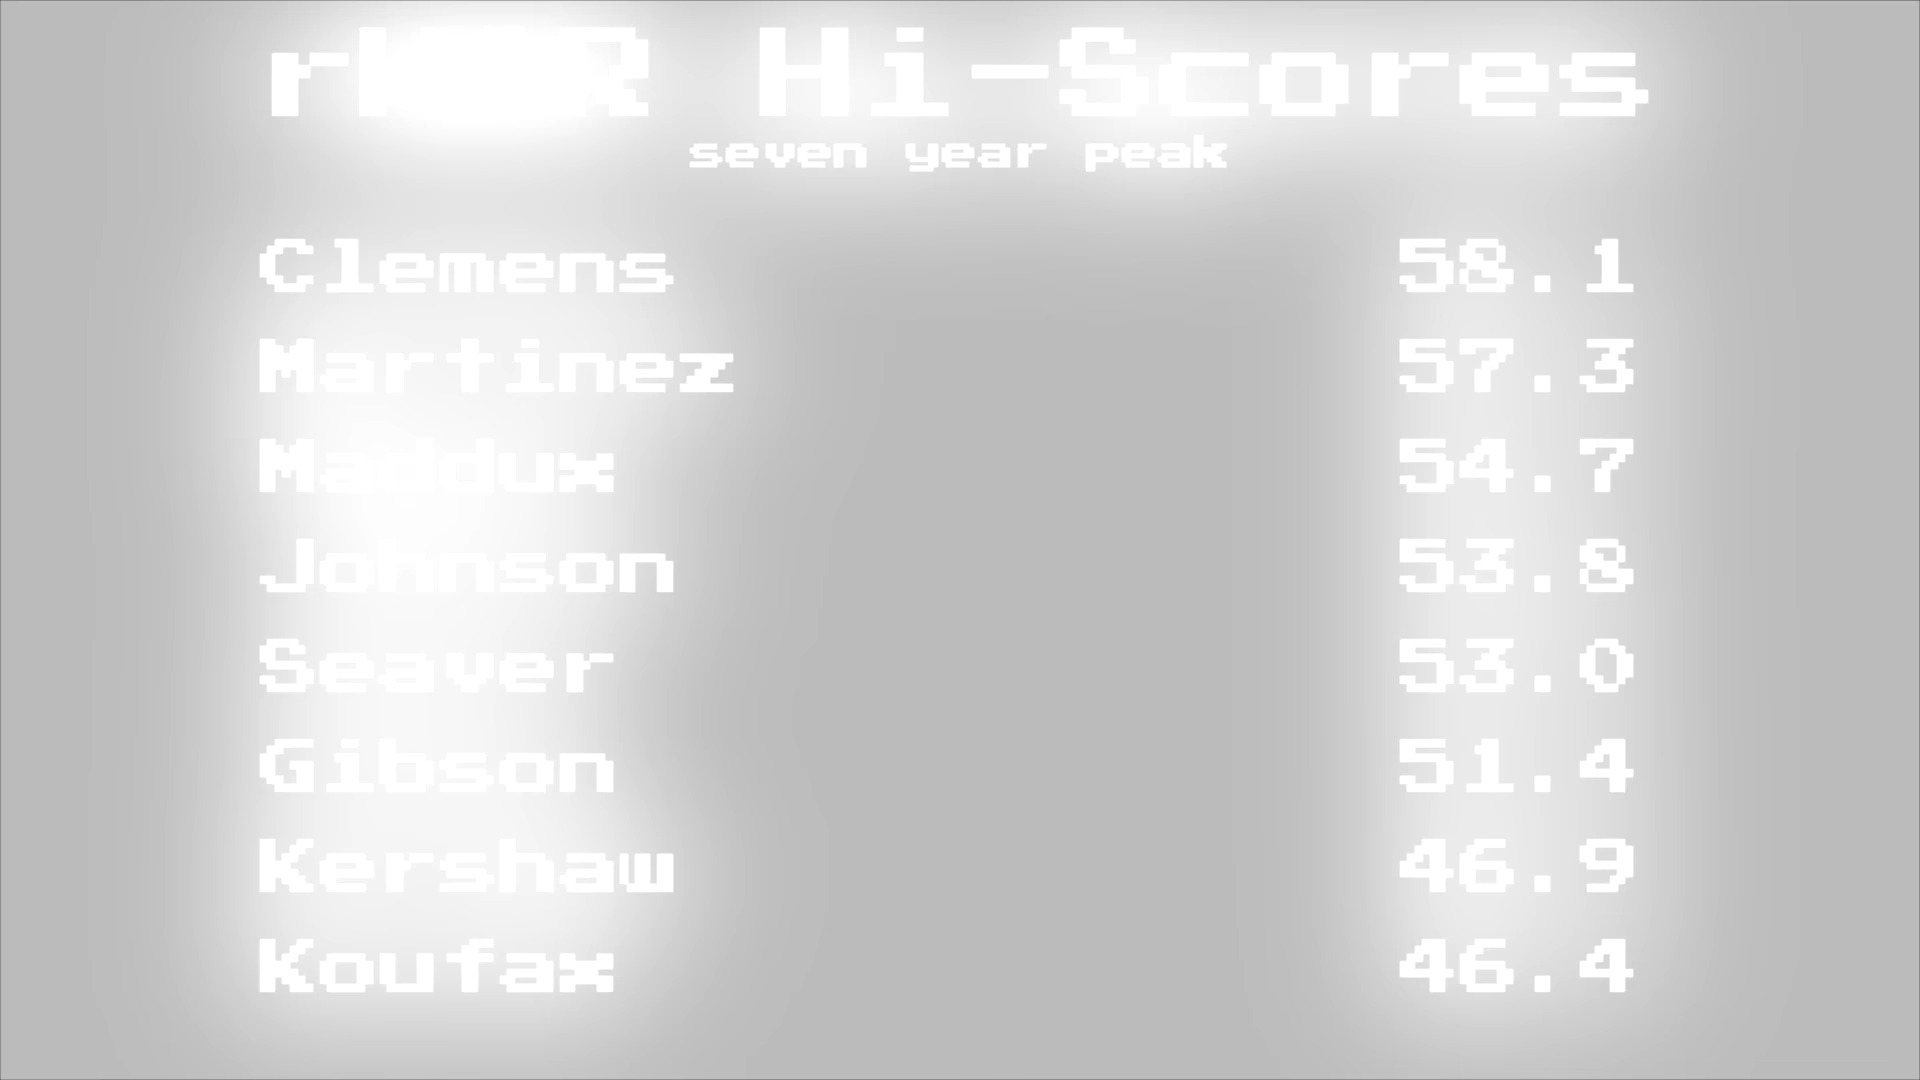 Hi-Scores
seven year peak
Clemens 58.1
Martinez 57.3
Maddux 54.7
Johnson 53.8
Seaver 53.0
Gibson 51.4
Kershaw 46.9
Koufax 46.4